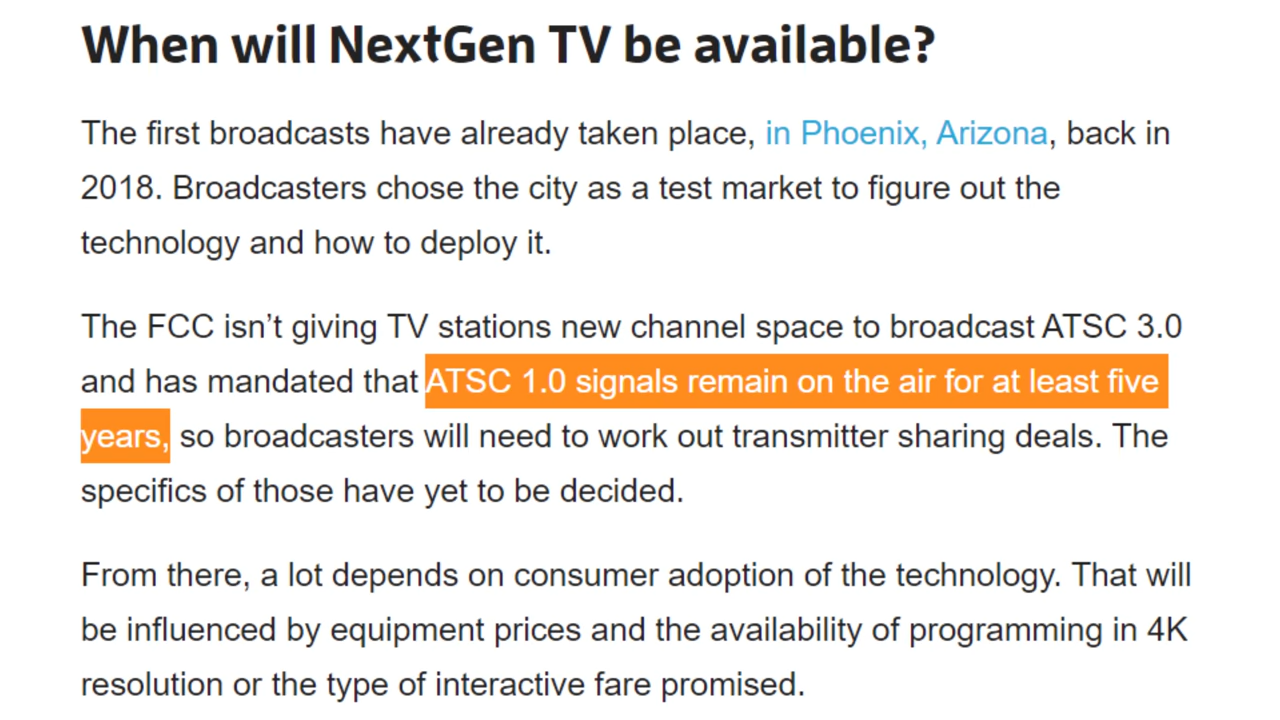 When will NextGen TV be available?
The first broadcasts have already taken place, in Phoenix, Arizona, back in
2018. Broadcasters chose the city as a test market to figure out the
technology and how to deploy it.
The FCC isn’t giving TV stations new channel space to broadcast ATSC 3.0
and has mandated that ATSC 1.0 signals remain on the air for at least five
years, so broadcasters will need to work out transmitter sharing deals. The
specifics of those have yet to be decided.
From there, a lot depends on consumer adoption of the technology. That will
be influenced by equipment prices and the availability of programming in 4K
resolution or the type of interactive fare promised.